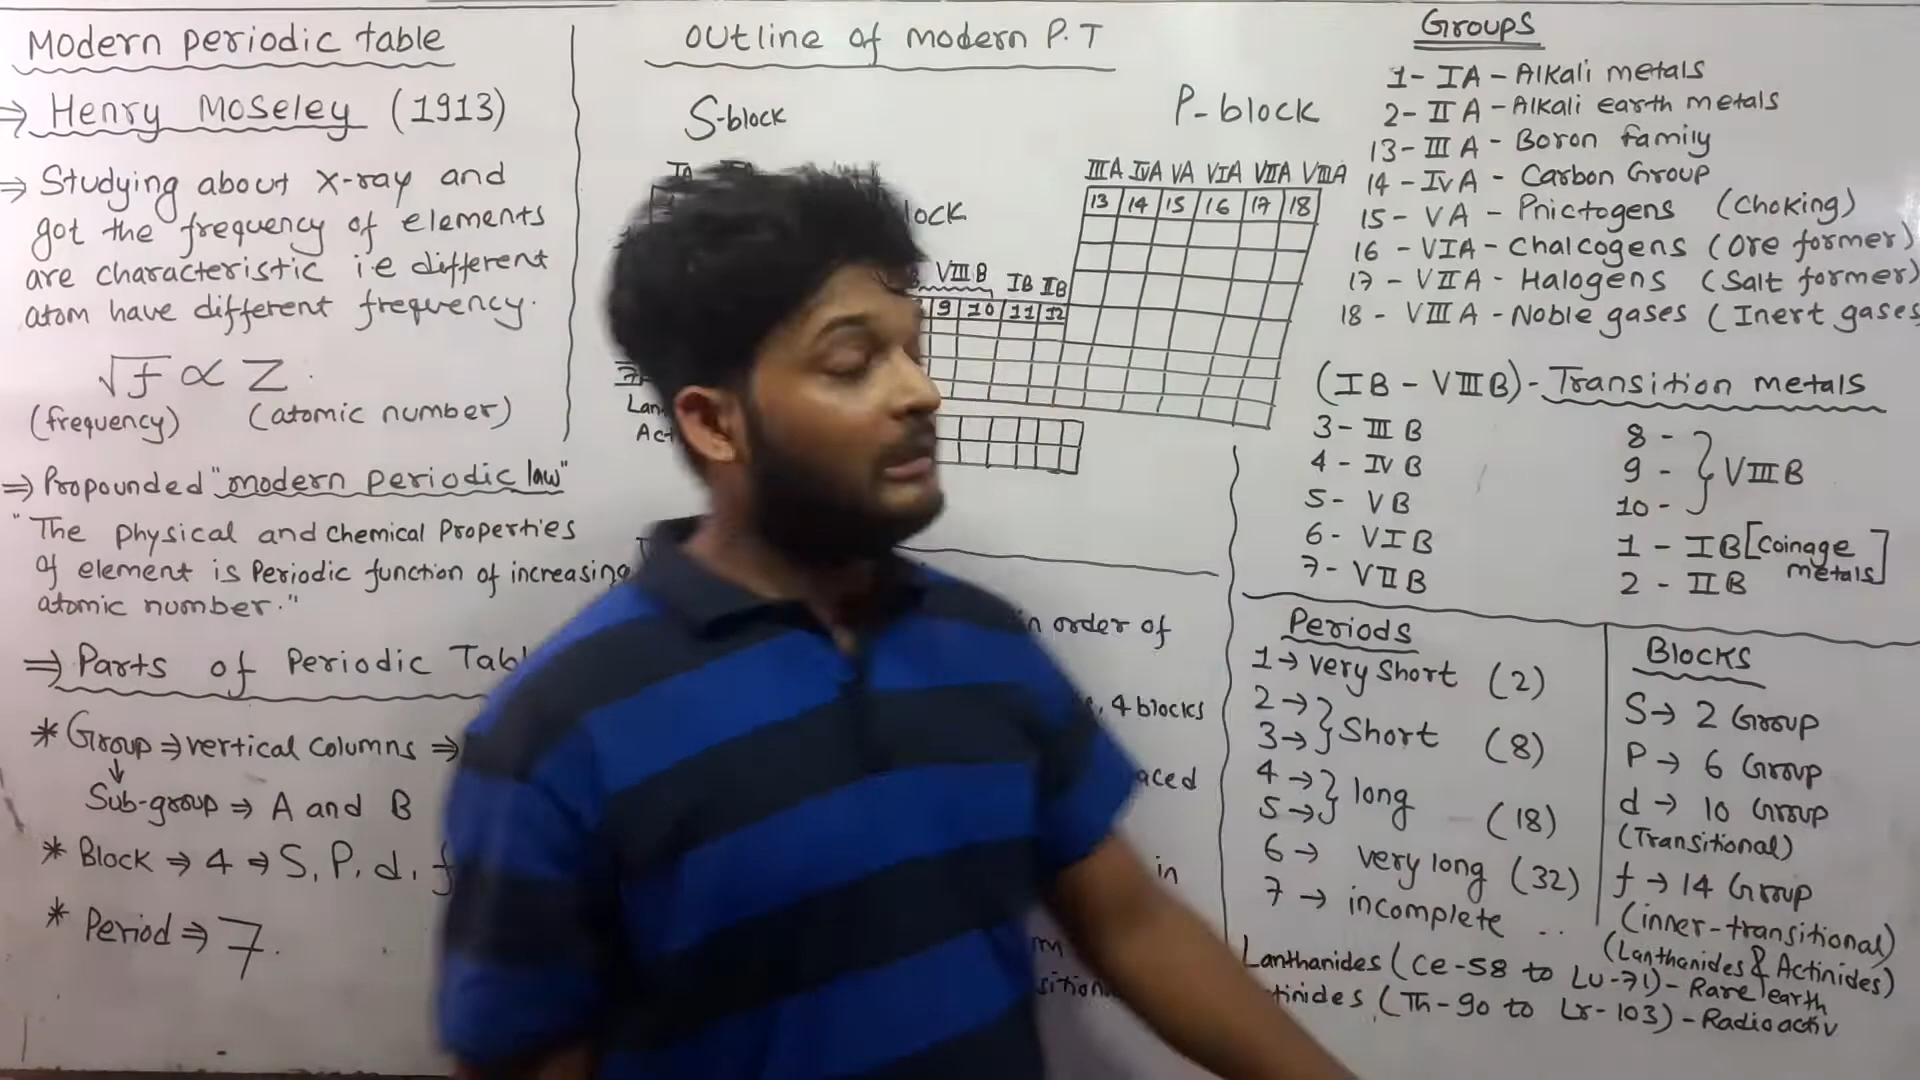 Modern periodic table
⇒ Henry Moseley (1913)
⇒ Studying about X-ray and
got the frequency of elements
are characteristic i.e different
atom have different frequency.
√f ∝ Z
(frequency) (atomic number)
⇒ Propounded "modern periodic law"
"The physical and chemical Properties
of element is Periodic function of increasing
atomic number."
⇒ Parts of Periodic
* Group ⇒ vertical columns ⇒
↓
Sub-group ⇒ A and B
* Block ⇒ 4 ⇒ S, P, d, f
* Period ⇒ 7.
Outline of modern P.T
S-block
P-block
IA
IIIA IVA VA VIA VIIA VIIIA
13 14 15 16 17 18
VIIIB IB IIB
9 10 11 12
7
in order of
4 blocks
in
Groups
1- IA - Alkali metals
2- IIA - Alkali earth metals
13- IIIA - Boron family
14 - IVA - Carbon Group
15 - VA - Pnictogens (Choking)
16 - VIA - Chalcogens (Ore former)
17 - VIIA - Halogens (Salt former)
18 - VIIIA - Noble gases (Inert gases
(IB - VIIIB) - Transition metals
3- IIIB
4 - IVB
5- VB
6- VIB
7- VIIB
8 -
9 - } VIIIB
10 -
1 - IB [Coinage metals]
2 - IIB
Periods
1 → very short (2)
2 →
3 → } Short (8)
4 →
5 → } long (18)
6 → very long (32)
7 → incomplete ..
Blocks
S → 2 Group
P → 6 Group
d → 10 Group
(Transitional)
f → 14 Group
(inner-transitional)
(Lanthanides & Actinides)
Lanthanides (Ce-58 to Lu-71) - Rare earth
(Th-90 to Lr-103) - Radioactiv